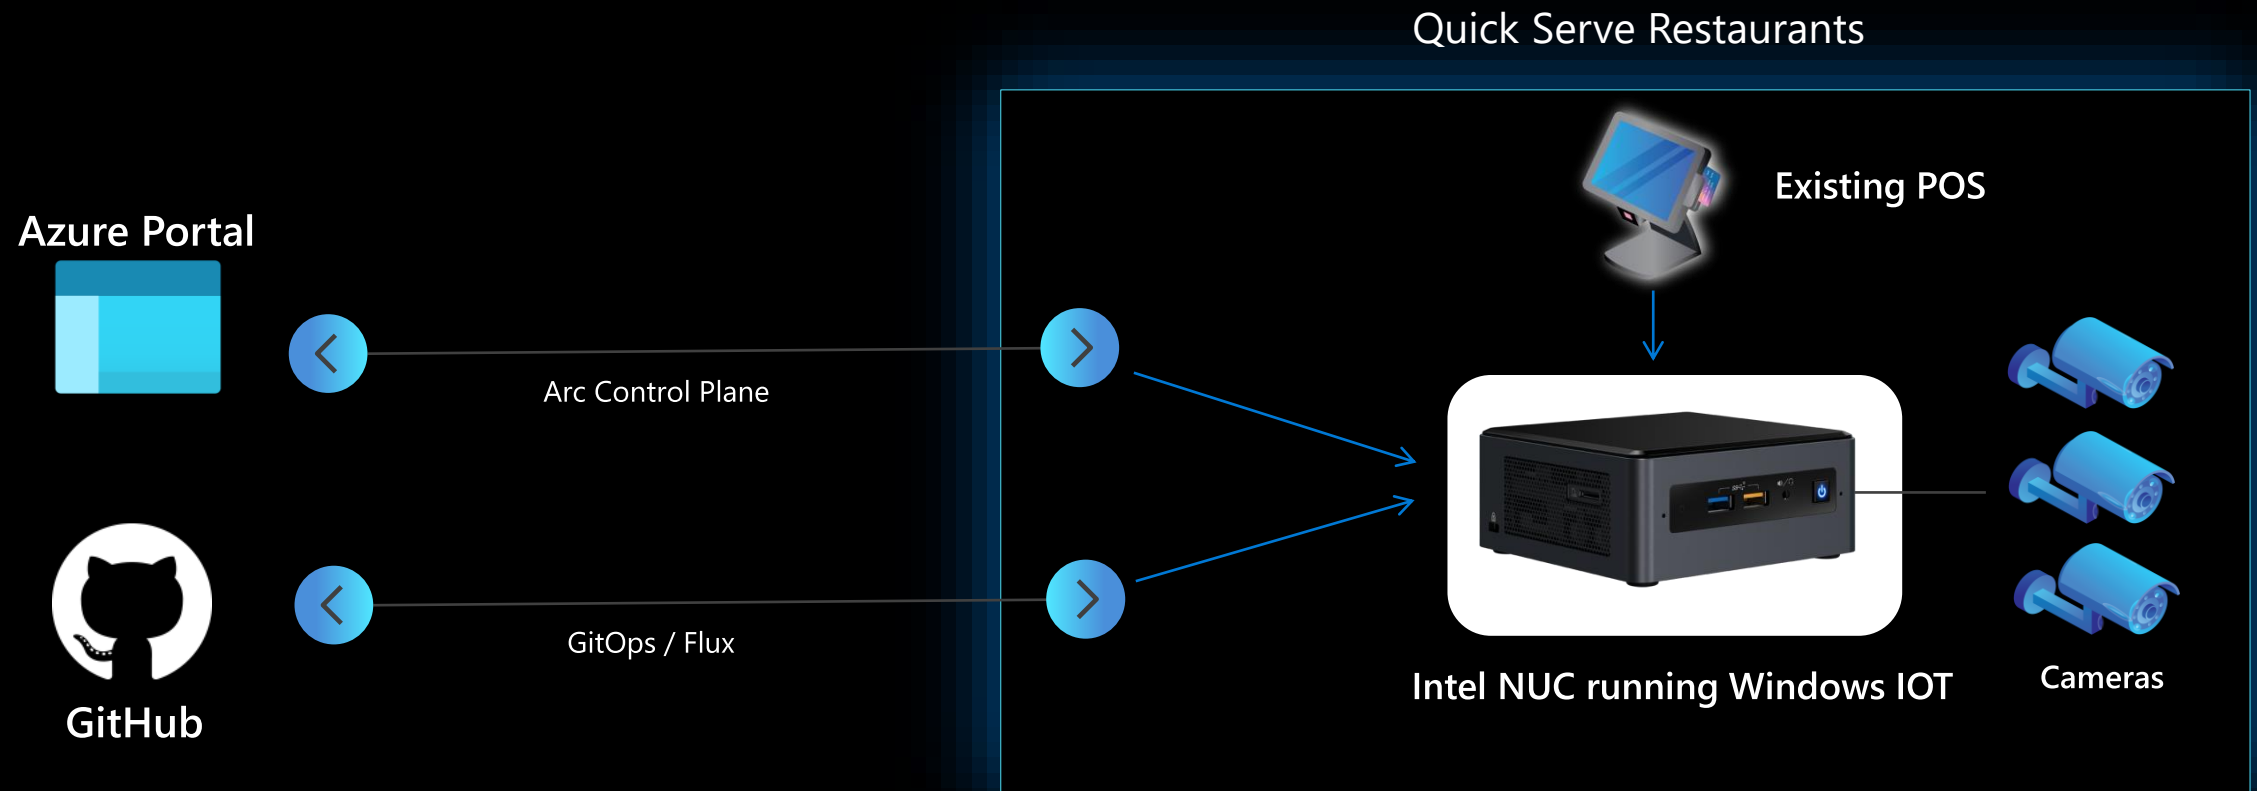 Quick Serve Restaurants
Existing POS
Azure Portal
Arc Control Plane
GitOps / Flux
GitHub
Intel NUC running Windows IOT
Cameras